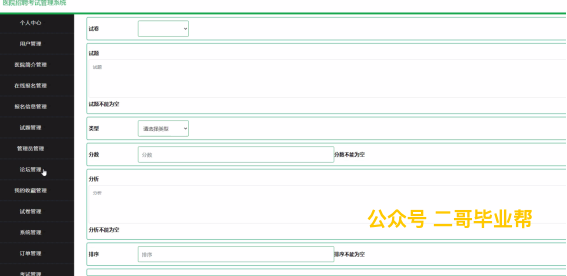 医院招聘考试管理系统
个人中心
用户管理
医院简介管理
在线报名管理
报名信息管理
试题管理
管理员管理
论坛管理
我的收藏管理
试卷管理
系统管理
订单管理
考试管理
试卷
试题
试题
试题不能为空
类型
请选择类型
分数
分数
分数不能为空
分析
分析
分析不能为空
公众号 二哥毕业帮
排序
排序
排序不能为空